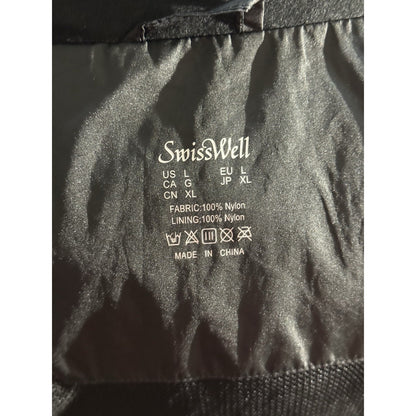 SwissWell
US L EU L
CA G JP XL
CN XL
FABRIC:100% Nylon
LINING:100% Nylon
MADE IN CHINA